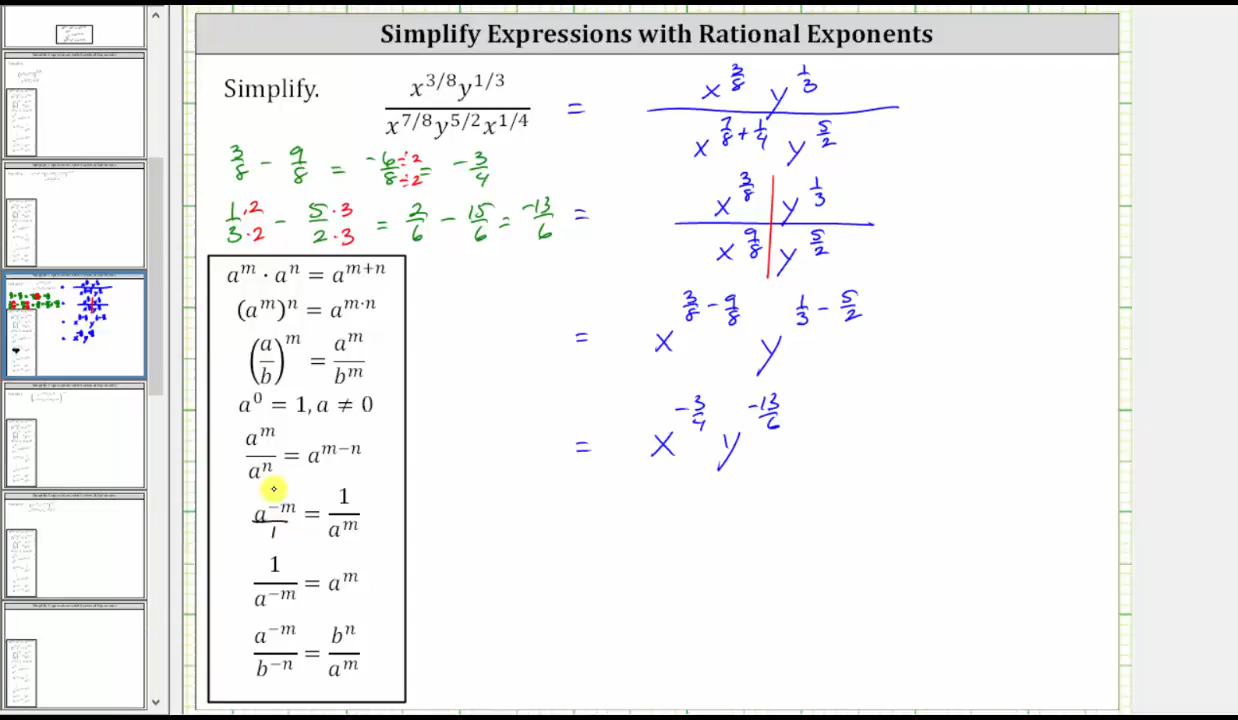 Simplify Expressions with Rational Exponents
Simplify. x^{3/8}y^{1/3} / x^{7/8}y^{5/2}x^{1/4} = x^{3/8} y^{1/3} / x^{7/8 + 1/4} y^{5/2}
3/8 − 9/8 = −6÷2 / 8÷2 = −3/4
1·2 / 3·2 − 5·3 / 2·3 = 2/6 − 15/6 = −13/6
= x^{3/8} y^{1/3} / x^{9/8} y^{5/2}
= x^{3/8 − 9/8} y^{1/3 − 5/2}
= x^{−3/4} y^{−13/6}
a^m · a^n = a^{m+n}
(a^m)^n = a^{m·n}
(a/b)^m = a^m / b^m
a^0 = 1, a ≠ 0
a^m / a^n = a^{m−n}
a^{−m} / 1 = 1 / a^m
1 / a^{−m} = a^m
a^{−m} / b^{−n} = b^n / a^m